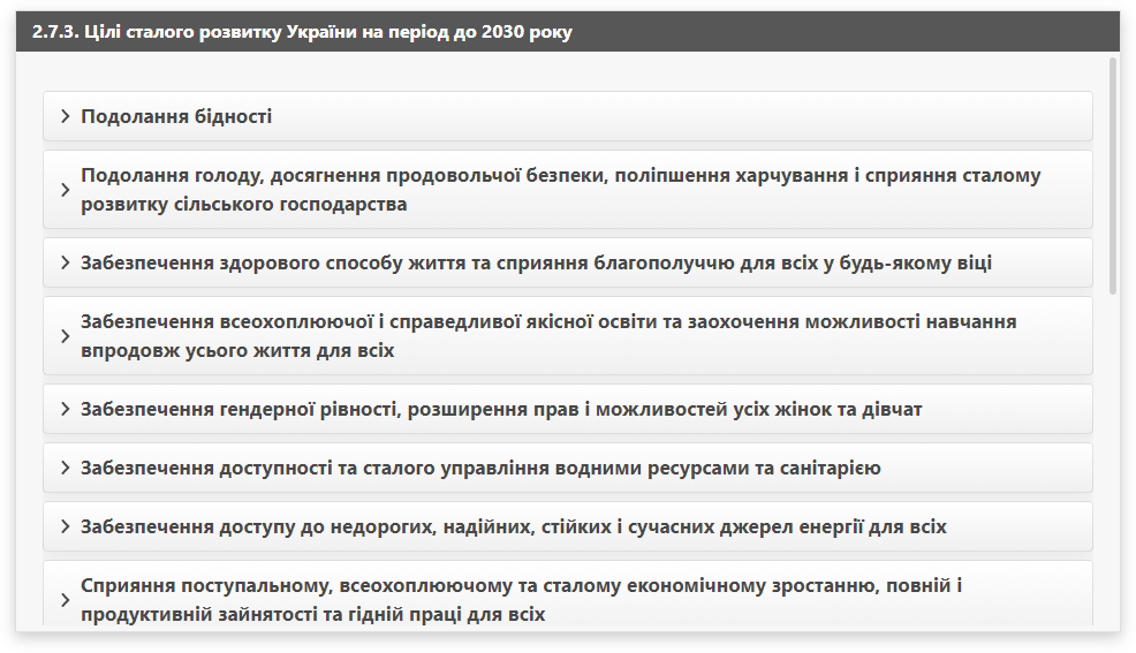 2.7.3. Цілі сталого розвитку України на період до 2030 року
Подолання бідності
Подолання голоду, досягнення продовольчої безпеки, поліпшення харчування і сприяння сталому
розвитку сільського господарства
Забезпечення здорового способу життя та сприяння благополуччю для всіх у будь-якому віці
Забезпечення всеохоплюючої і справедливої якісної освіти та заохочення можливості навчання
впродовж усього життя для всіх
Забезпечення гендерної рівності, розширення прав і можливостей усіх жінок та дівчат
Забезпечення доступності та сталого управління водними ресурсами та санітарією
Забезпечення доступу до недорогих, надійних, стійких і сучасних джерел енергії для всіх
Сприяння поступальному, всеохоплюючому та сталому економічному зростанню, повній і
продуктивній зайнятості та гідній праці для всіх